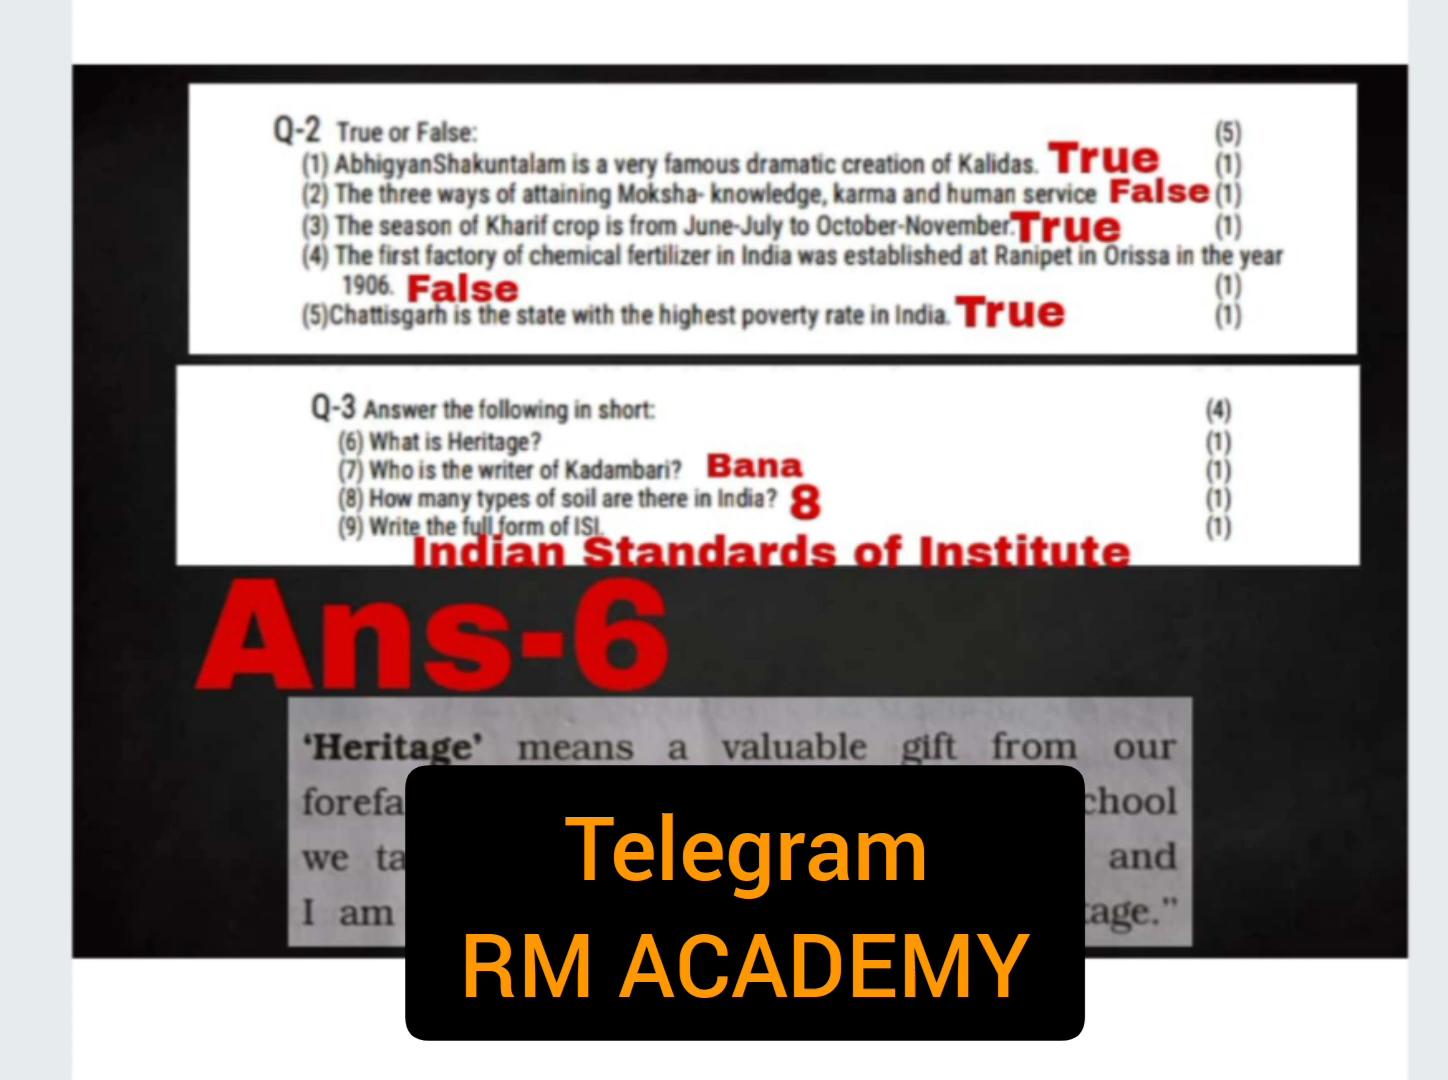 Q-2 True or False: (5)
(1) AbhigyanShakuntalam is a very famous dramatic creation of Kalidas. True (1)
(2) The three ways of attaining Moksha- knowledge, karma and human service False (1)
(3) The season of Kharif crop is from June-July to October-November. True (1)
(4) The first factory of chemical fertilizer in India was established at Ranipet in Orissa in the year
1906. False (1)
(5)Chattisgarh is the state with the highest poverty rate in India. True (1)
Q-3 Answer the following in short: (4)
(6) What is Heritage? (1)
(7) Who is the writer of Kadambari? Bana (1)
(8) How many types of soil are there in India? 8 (1)
(9) Write the full form of ISI. (1)
Indian Standards of Institute
Ans-6
‘Heritage’ means a valuable gift from our
we
and
I am
Telegram
RM ACADEMY